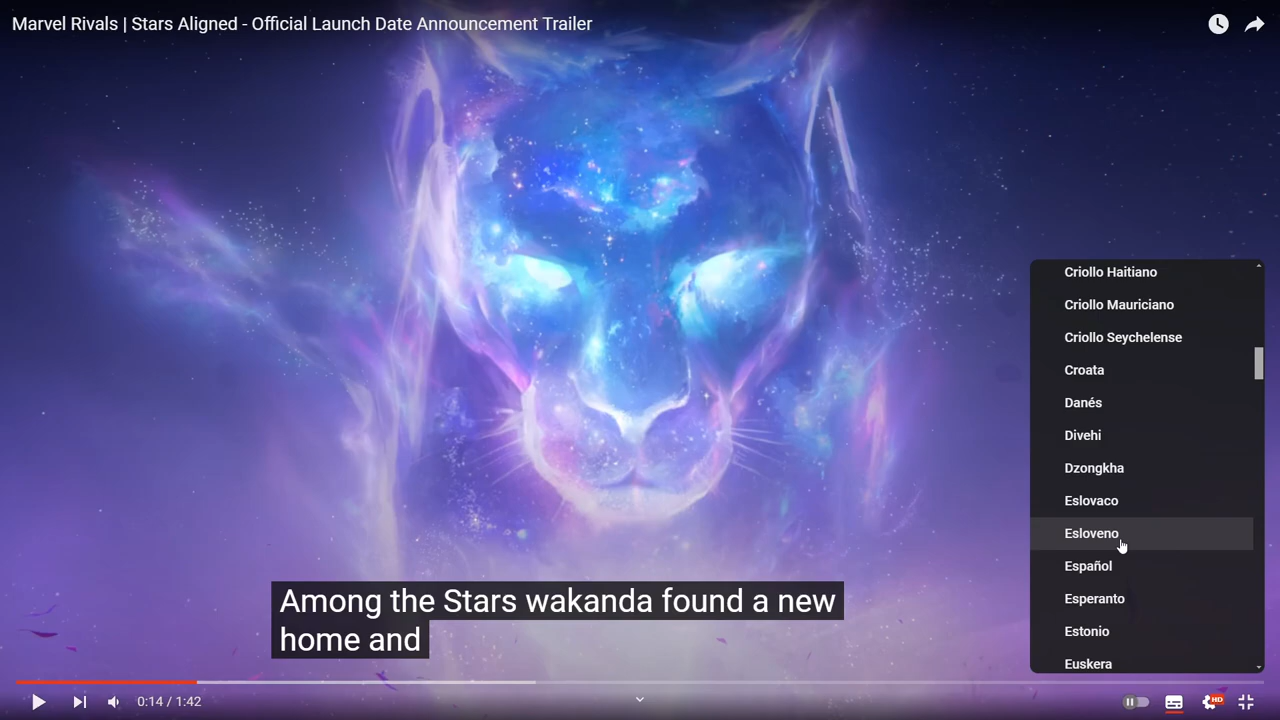 Marvel Rivals | Stars Aligned - Official Launch Date Announcement Trailer
Criollo Haitiano
Criollo Mauriciano
Criollo Seychelense
Croata
Danés
Divehi
Dzongkha
Eslovaco
Esloveno
Español
Esperanto
Estonio
Euskera
Among the Stars wakanda found a new
home and
0:14 / 1:42
HD